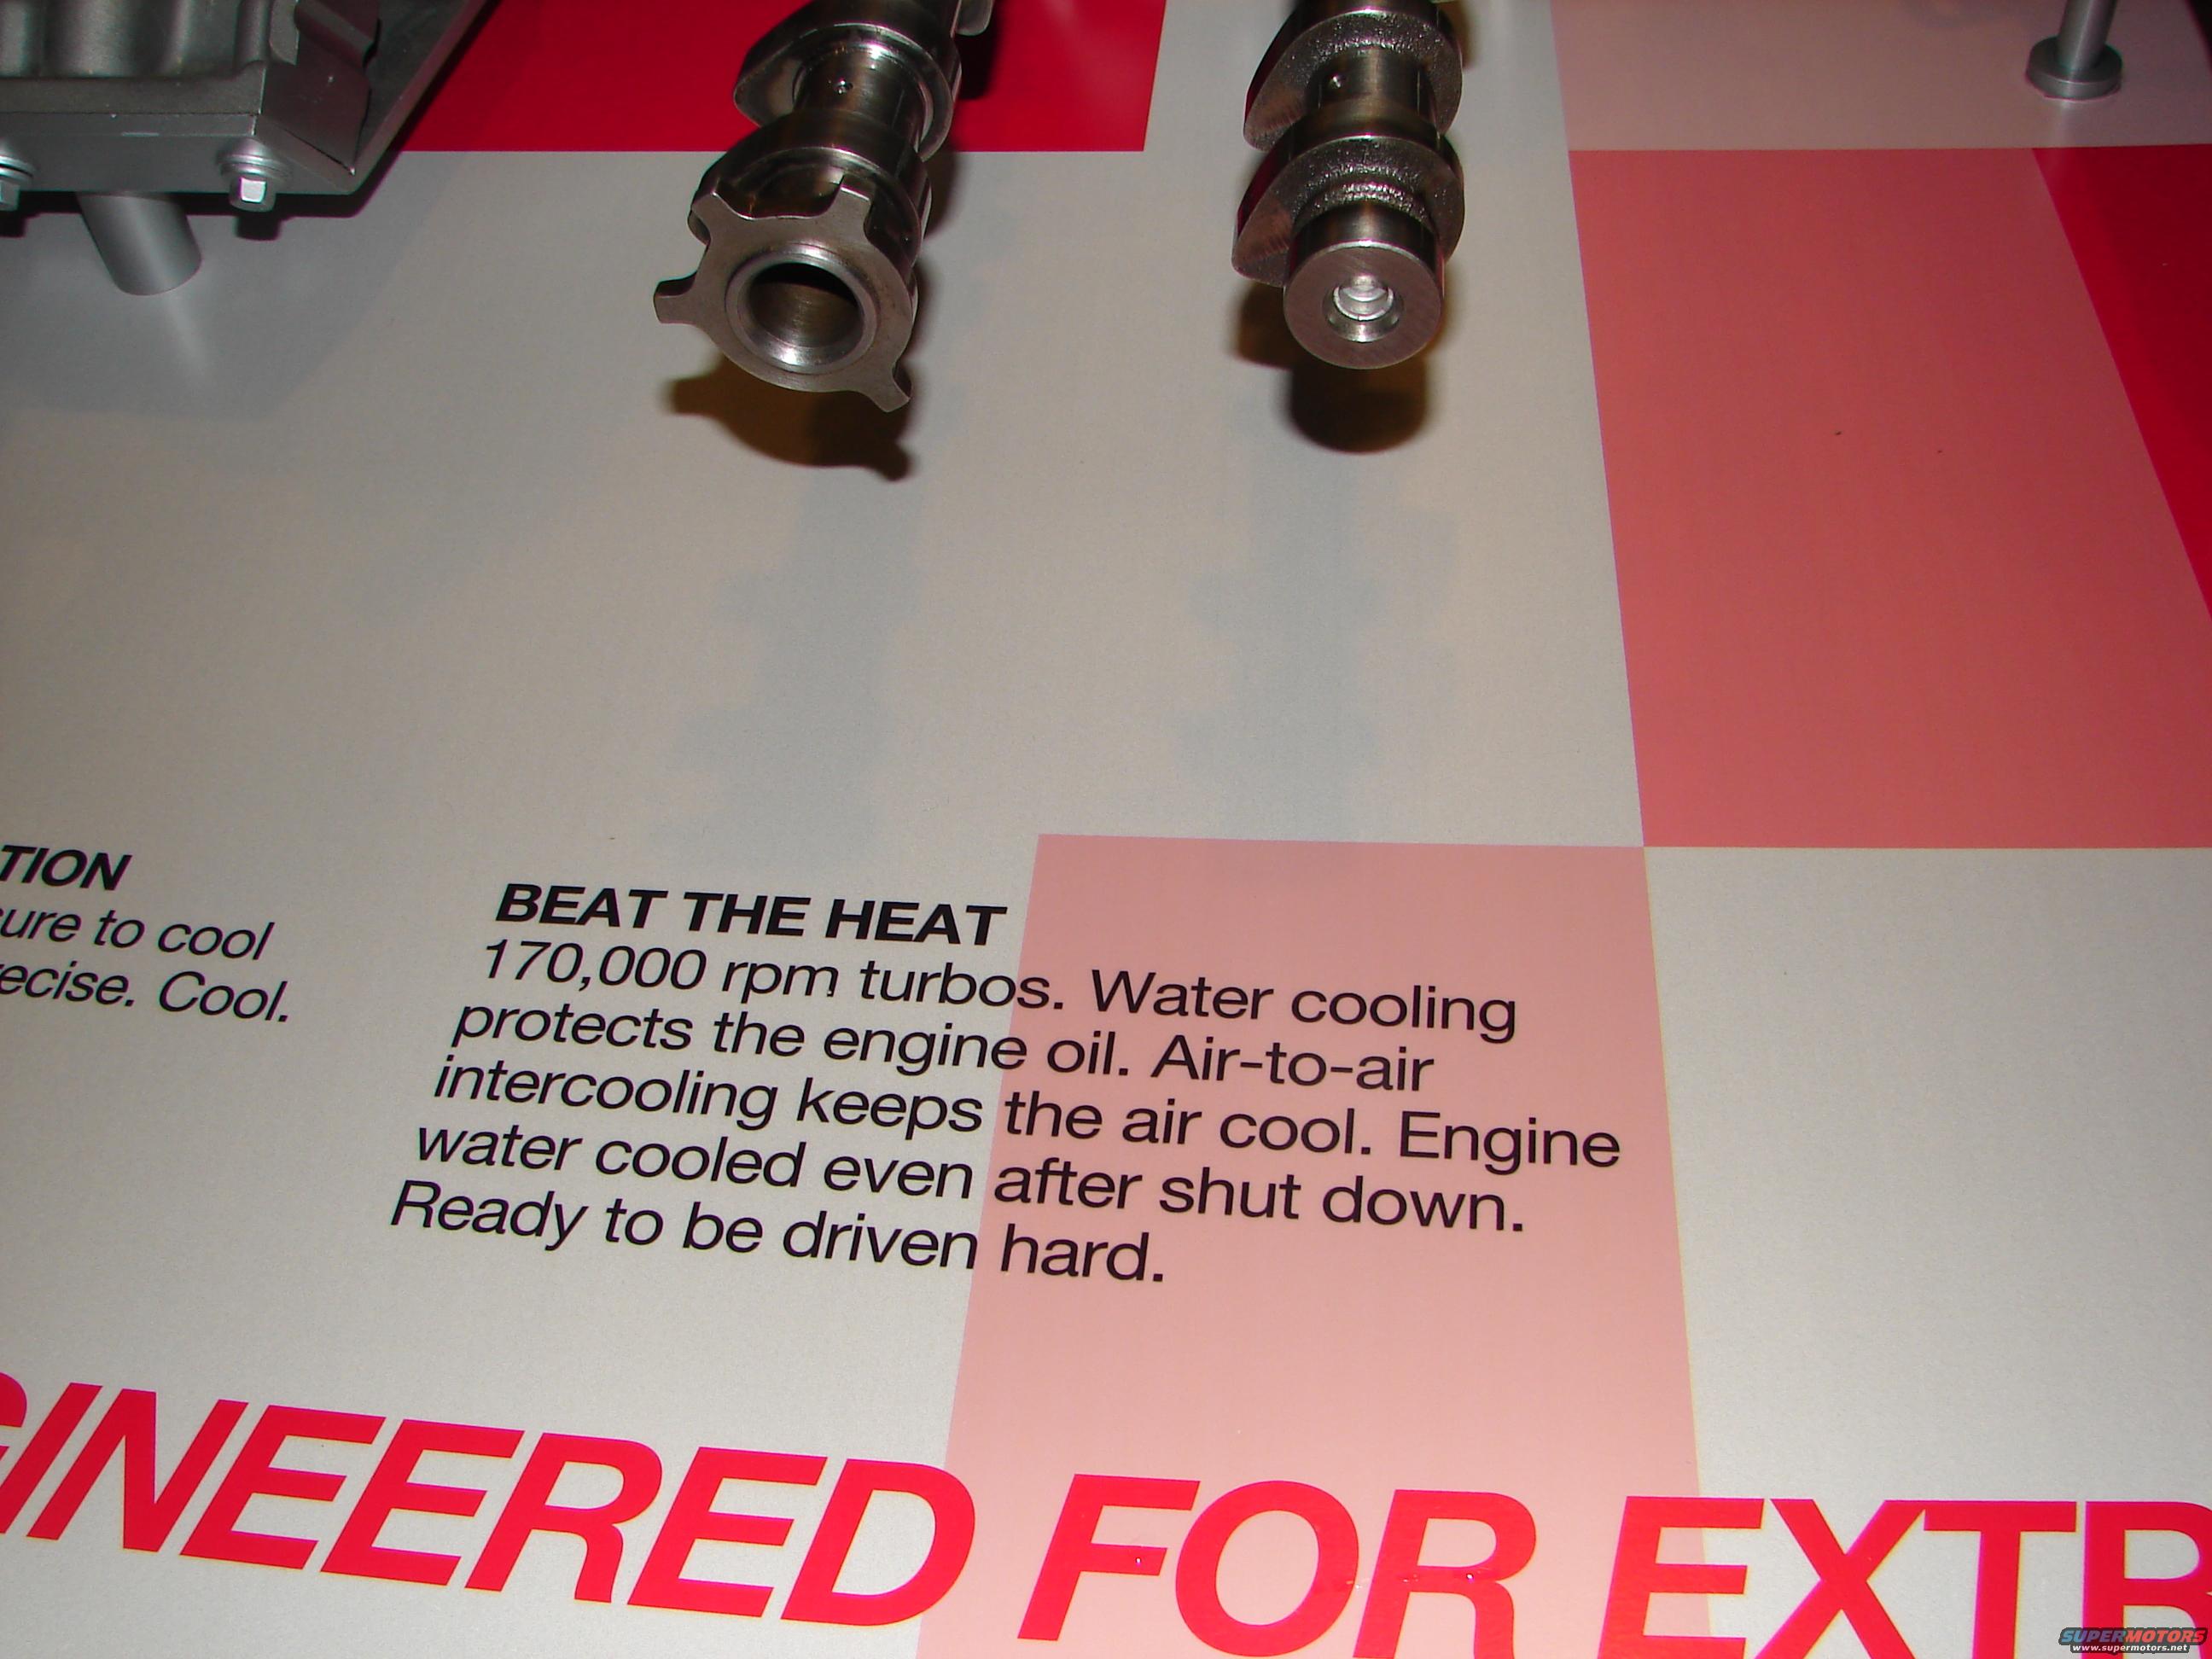 TION
to cool
Cool.
BEAT THE HEAT
170,000 rpm turbos. Water cooling
protects the engine oil. Air-to-air
intercooling keeps the air cool. Engine
water cooled even after shut down.
Ready to be driven hard.
GINEERED FOR EXTR
SUPERMOTORS
www.supermotors.net